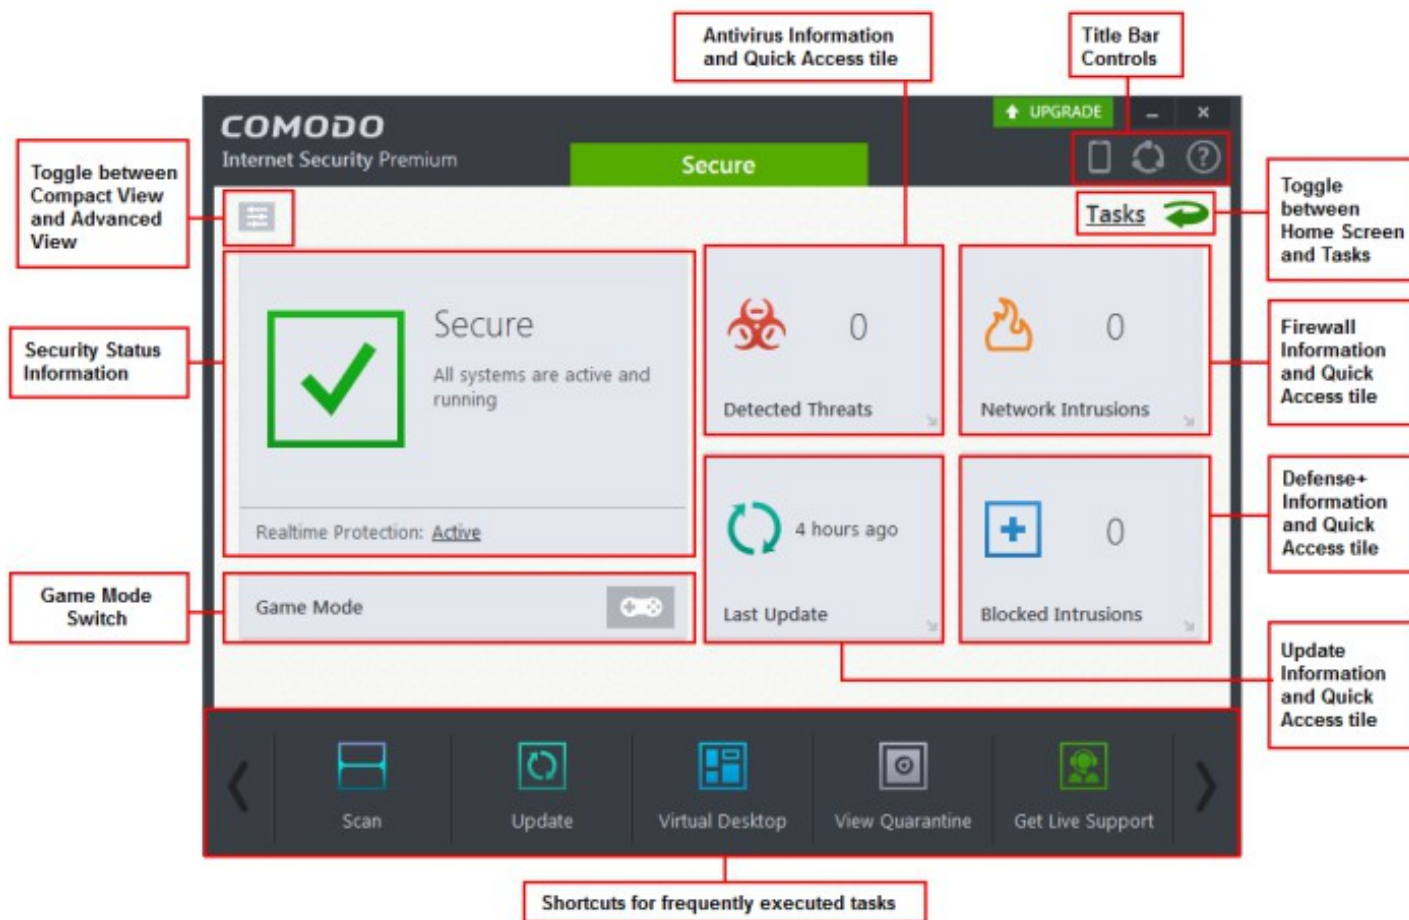 Antivirus Information
and Quick Access tile
Title Bar
Controls
COMODO
Internet Security Premium
Secure
UPGRADE
Toggle between
Compact View
and Advanced
View
Tasks
Toggle
between
Home Screen
and Tasks
Security Status
Information
Secure
All systems are active and
running
Realtime Protection: Active
0
Detected Threats
0
Network Intrusions
Firewall
Information
and Quick
Access tile
4 hours ago
Last Update
0
Blocked Intrusions
Defense+
Information
and Quick
Access tile
Game Mode
Switch
Game Mode
Update
Information
and Quick
Access tile
Scan
Update
Virtual Desktop
View Quarantine
Get Live Support
Shortcuts for frequently executed tasks